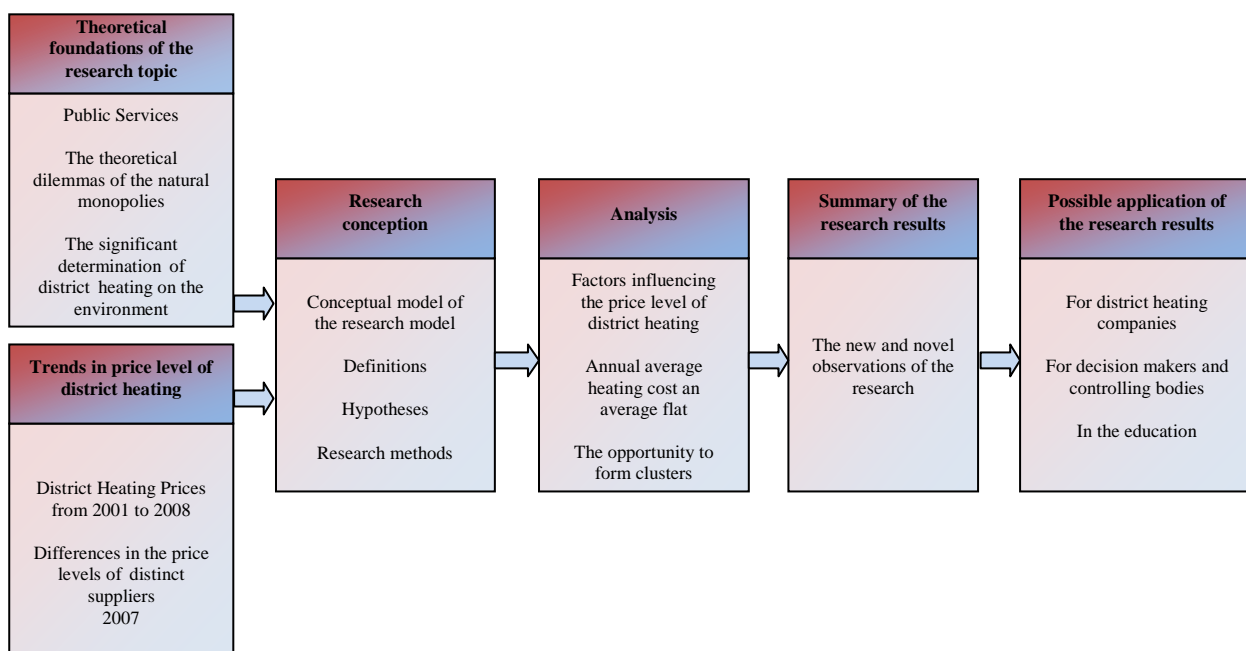 Theoretical
foundations of the
research topic
Public Services
The theoretical
dilemmas of the natural
monopolies
The significant
determination of
district heating on the
environment
Trends in price level of
district heating
District Heating Prices
from 2001 to 2008
Differences in the price
levels of distinct
suppliers
2007
Research
conception
Conceptual model of
the research model
Definitions
Hypotheses
Research methods
Analysis
Factors influencing
the price level of
district heating
Annual average
heating cost an
average flat
The opportunity to
form clusters
Summary of the
research results
The new and novel
observations of the
research
Possible application of
the research results
For district heating
companies
For decision makers and
controlling bodies
In the education